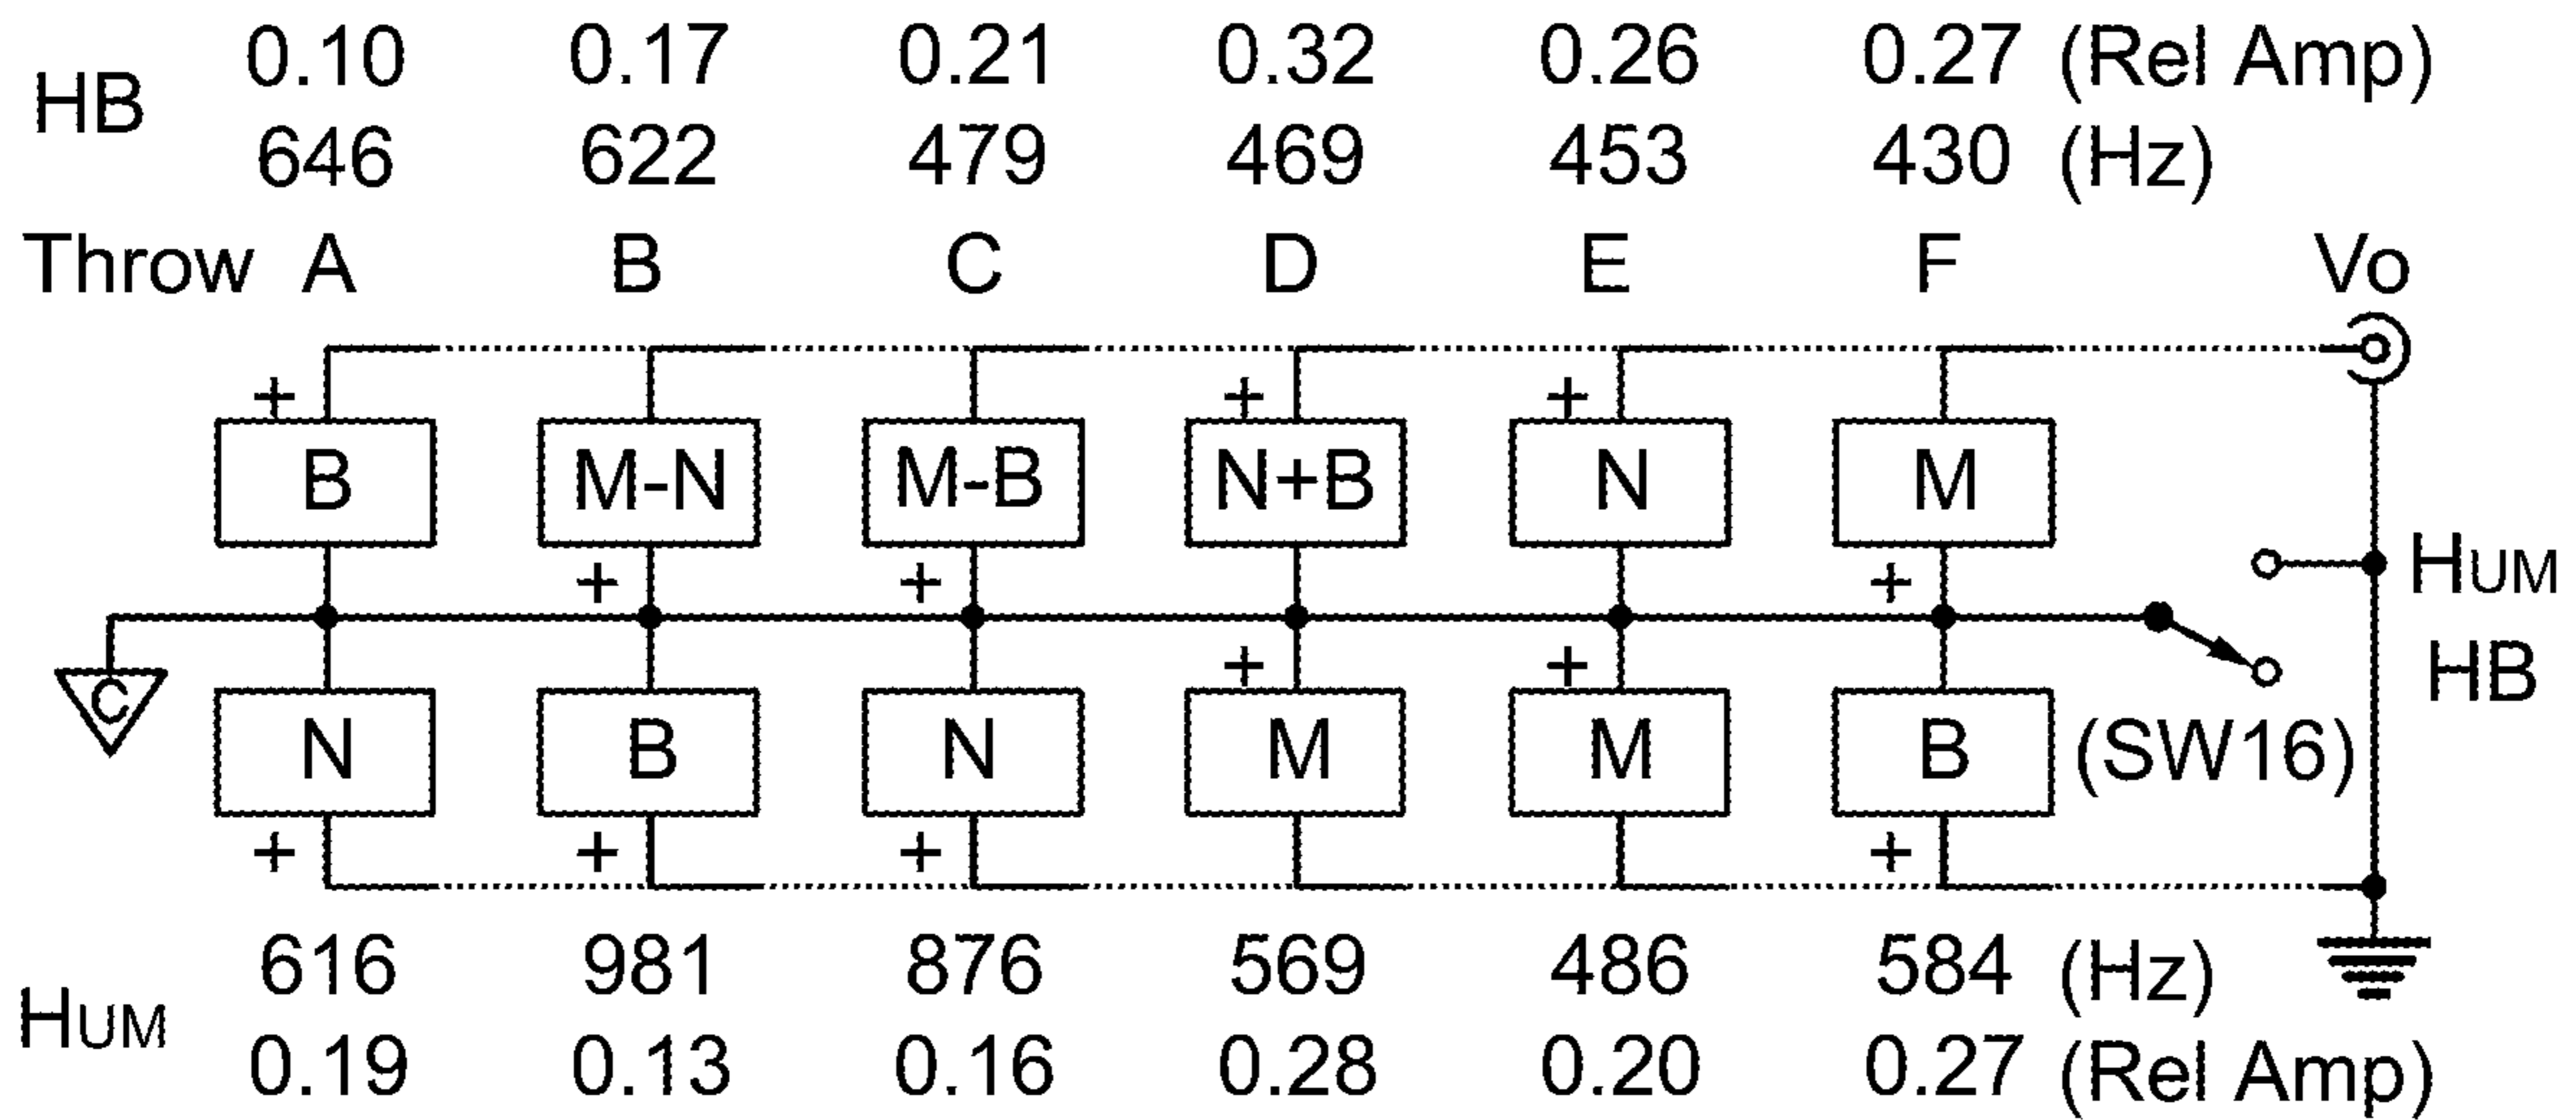 HB 0.10 0.17 0.21 0.32 0.26 0.27 (Rel Amp)
646 622 479 469 453 430 (Hz)
Throw A B C D E F Vo
+ + +
B M-N M-B N+B N M
+ + + HUM
C + + HB
N B N M M B (SW16)
+ + + +
616 981 876 569 486 584 (Hz)
HUM 0.19 0.13 0.16 0.28 0.20 0.27 (Rel Amp)